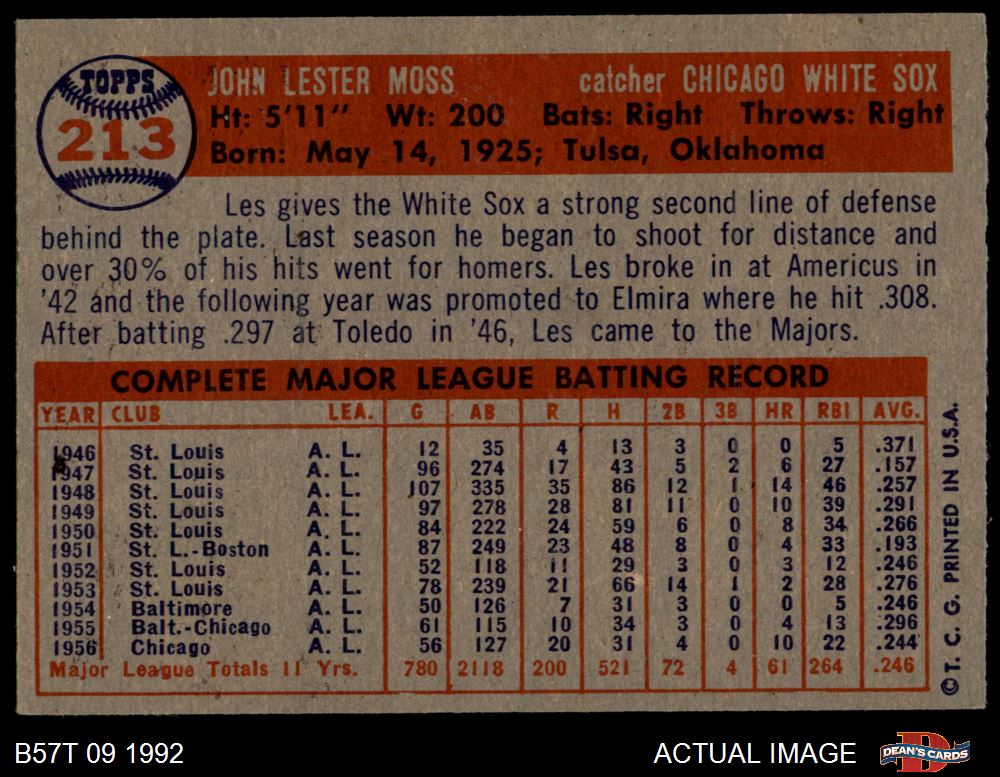 TOPPS
213
JOHN LESTER MOSS catcher CHICAGO WHITE SOX
Ht: 5'11" Wt: 200 Bats: Right Throws: Right
Born: May 14, 1925; Tulsa, Oklahoma
Les gives the White Sox a strong second line of defense
behind the plate. Last season he began to shoot for distance and
over 30% of his hits went for homers. Les broke in at Americus in
'42 and the following year was promoted to Elmira where he hit .308.
After batting .297 at Toledo in '46, Les came to the Majors.
COMPLETE MAJOR LEAGUE BATTING RECORD
YEAR CLUB LEA. G AB R H 2B 3B HR RBI AVG.
1946 St. Louis A. L. 12 35 4 13 3 0 0 5 .371
1947 St. Louis A. L. 96 274 17 43 5 2 6 27 .157
1948 St. Louis A. L. 107 335 35 86 12 1 14 46 .257
1949 St. Louis A. L. 97 278 28 81 11 0 10 39 .291
1950 St. Louis A. L. 84 222 24 59 6 0 8 34 .266
1951 St. L.-Boston A. L. 87 249 23 48 8 0 4 33 .193
1952 St. Louis A. L. 52 118 11 29 3 0 3 12 .246
1953 St. Louis A. L. 78 239 21 66 14 1 2 28 .276
1954 Baltimore A. L. 50 126 7 31 3 0 0 5 .246
1955 Balt.-Chicago A. L. 61 115 10 34 3 0 4 13 .296
1956 Chicago A. L. 56 127 20 31 4 0 10 22 .244
Major League Totals 11 Yrs. 780 2118 200 521 72 4 61 264 .246
© T. C. G. PRINTED IN U.S.A.
B57T 09 1992 ACTUAL IMAGE DEAN'S CARDS